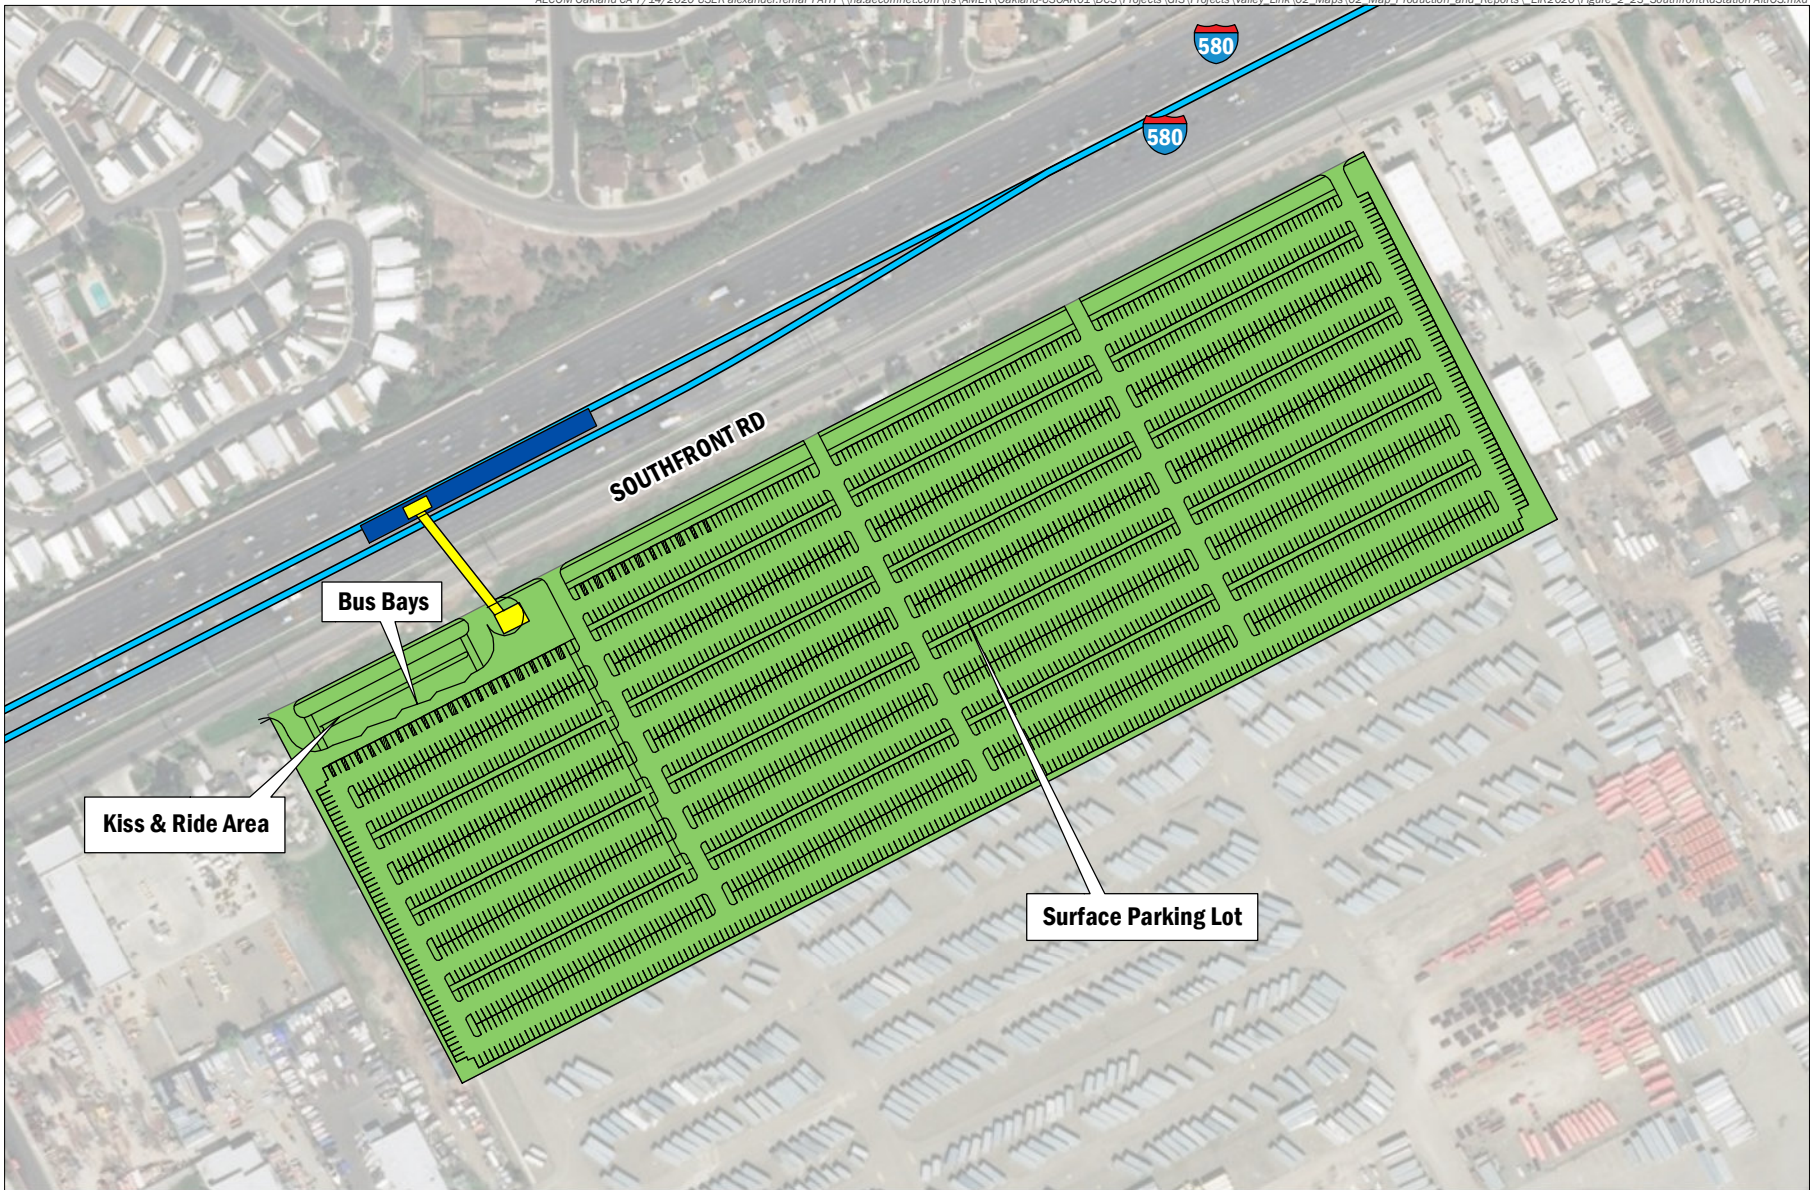 580
580
SOUTHFRONT RD
Bus Bays
Kiss & Ride Area
Surface Parking Lot